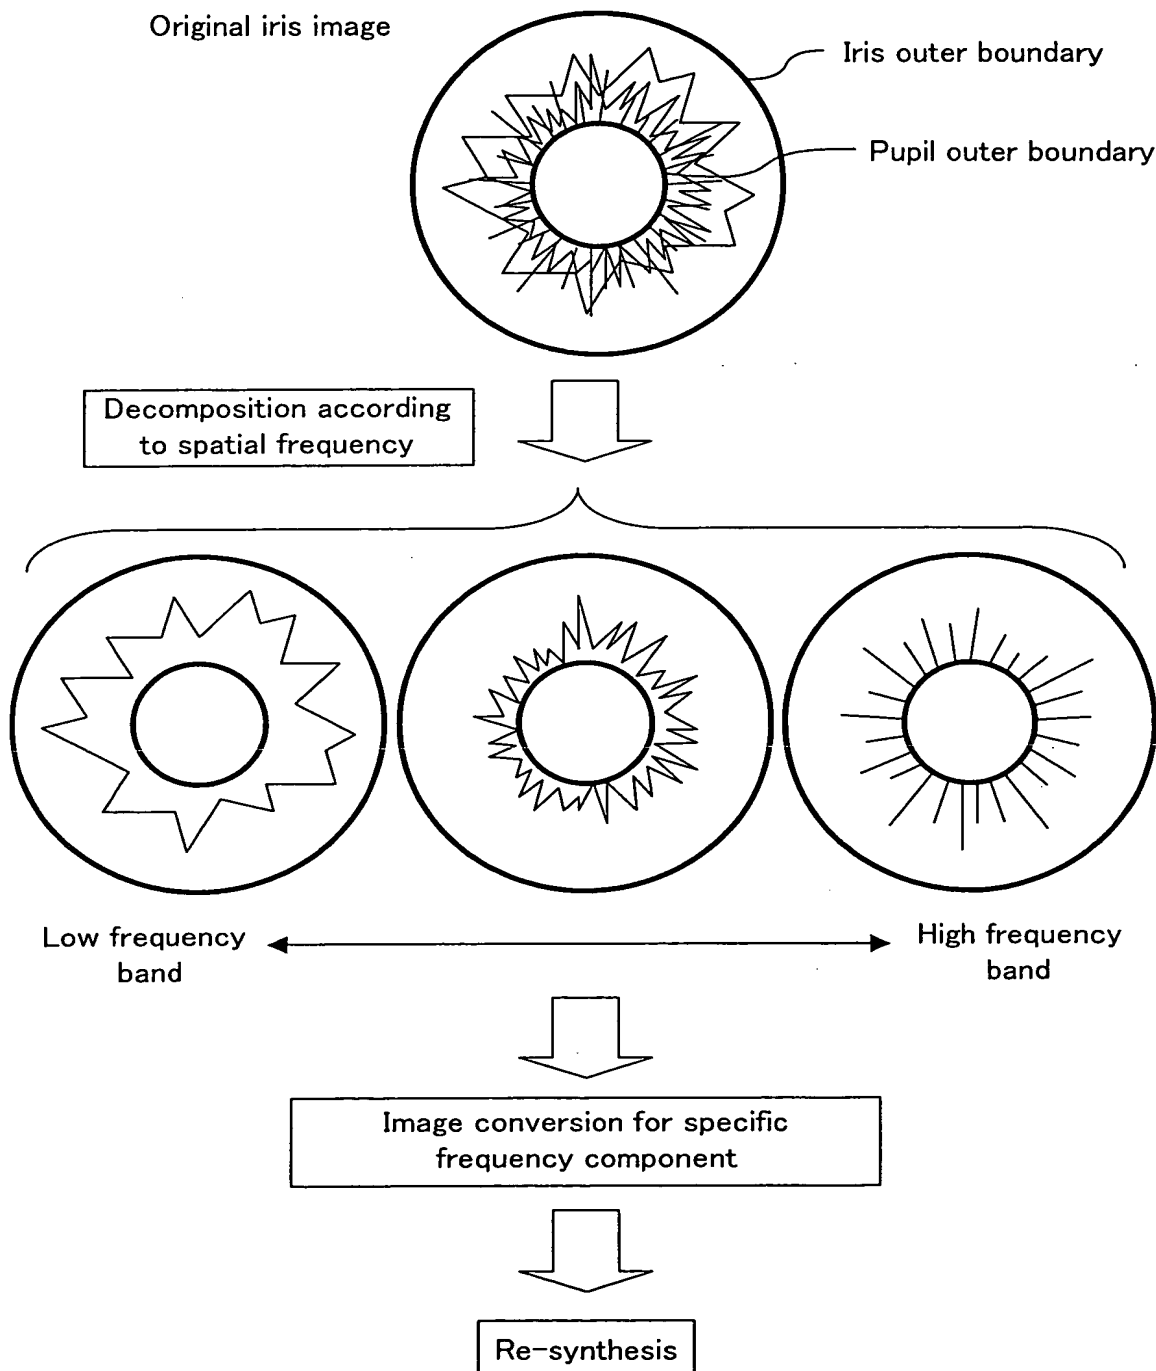 Original iris image
Iris outer boundary
Pupil outer boundary
Decomposition according
to spatial frequency
Low frequency
band
High frequency
band
Image conversion for specific
frequency component
Re-synthesis